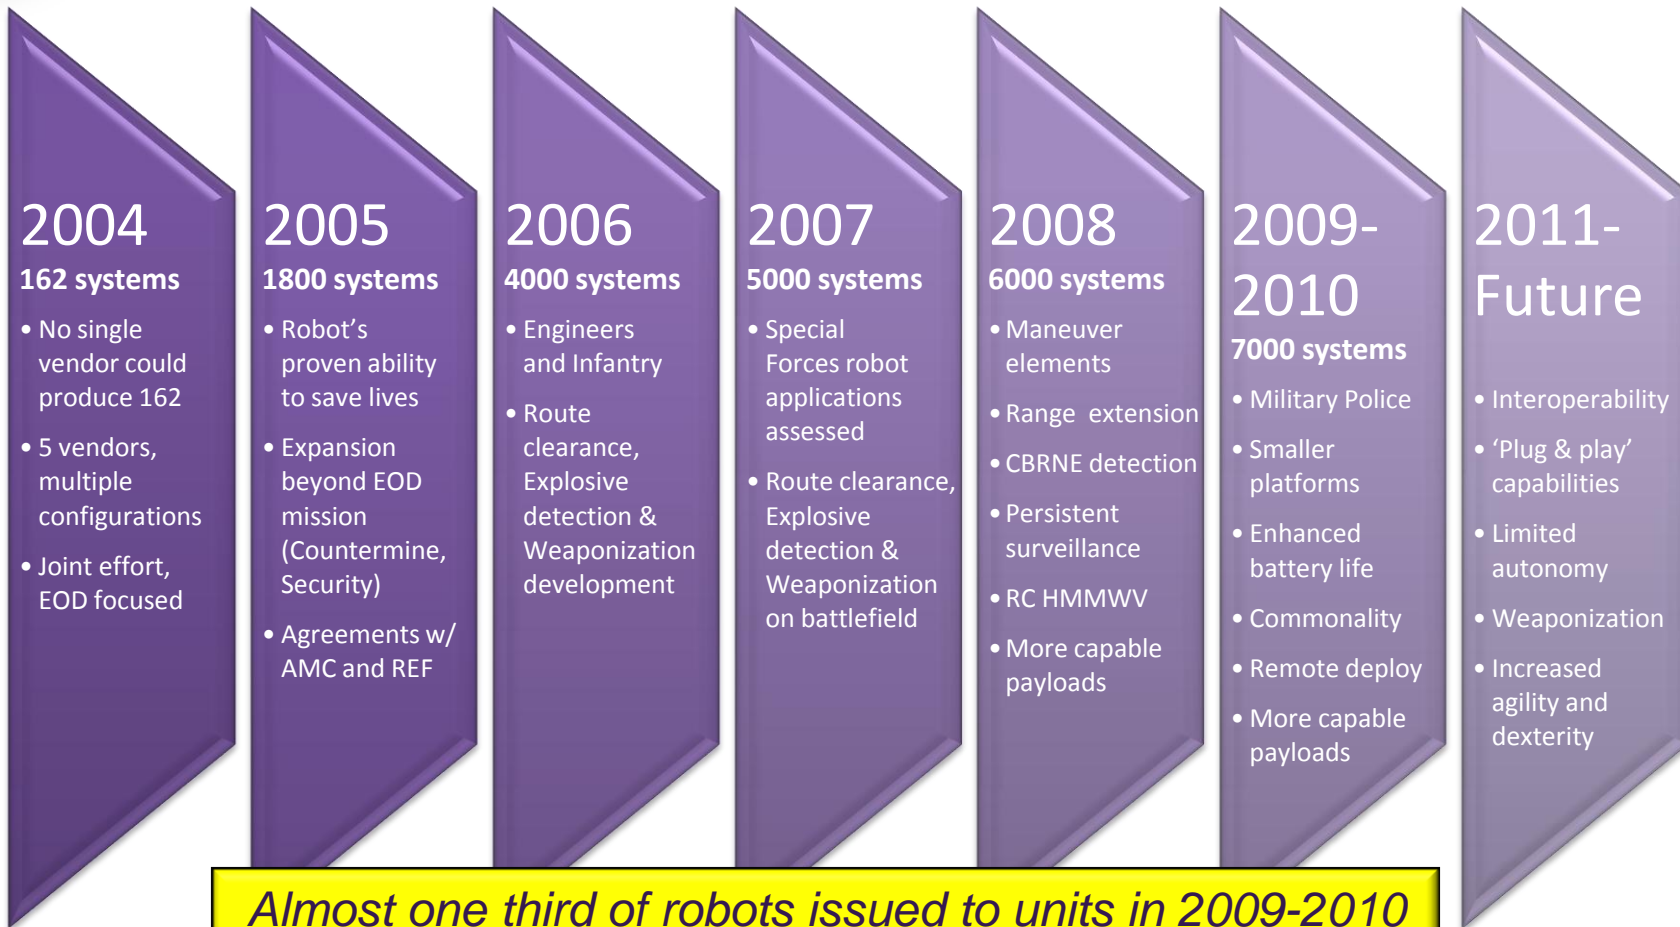 2004
162 systems
• No single
vendor could
produce 162
• 5 vendors,
multiple
configurations
• Joint effort,
EOD focused
2005
1800 systems
• Robot’s
proven ability
to save lives
• Expansion
beyond EOD
mission
(Countermine,
Security)
• Agreements w/
AMC and REF
2006
4000 systems
• Engineers
and Infantry
• Route
clearance,
Explosive
detection &
Weaponization
development
2007
5000 systems
• Special
Forces robot
applications
assessed
• Route clearance,
Explosive
detection &
Weaponization
on battlefield
2008
6000 systems
• Maneuver
elements
• Range extension
• CBRNE detection
• Persistent
surveillance
• RC HMMWV
• More capable
payloads
2009-
2010
7000 systems
• Military Police
• Smaller
platforms
• Enhanced
battery life
• Commonality
• Remote deploy
• More capable
payloads
2011-
Future
• Interoperability
• ‘Plug & play’
capabilities
• Limited
autonomy
• Weaponization
• Increased
agility and
dexterity
Almost one third of robots issued to units in 2009-2010